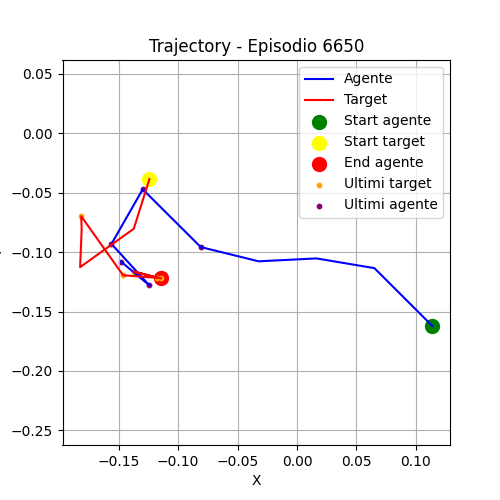 Trajectory - Episodio 6650
Agente
Target
Start agente
Start target
End agente
Ultimi target
Ultimi agente
0.05
0.00
−0.05
−0.10
−0.15
−0.20
−0.25
−0.15
−0.10
−0.05
0.00
0.05
0.10
X